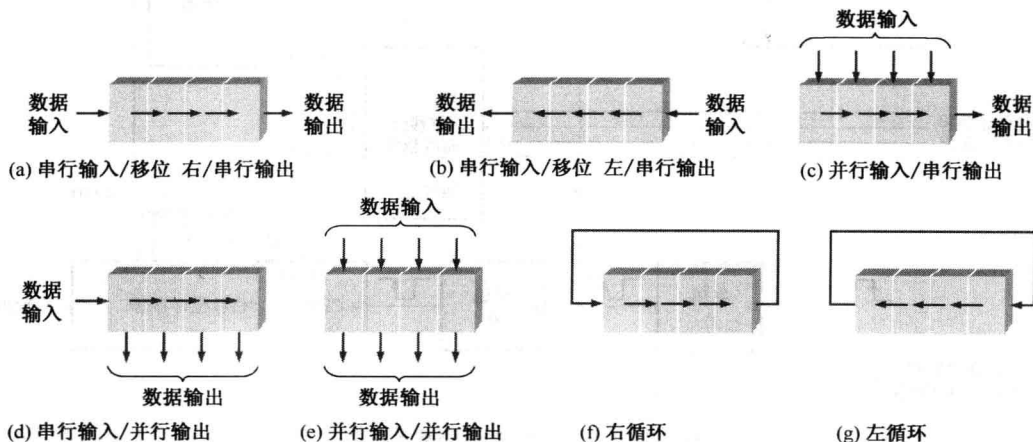 数据输入
数据
输入
数据
输出
(a) 串行输入/移位 右/串行输出
数据
输出
数据
输入
(b) 串行输入/移位 左/串行输出
数据
输出
(c) 并行输入/串行输出
数据
输入
数据输出
(d) 串行输入/并行输出
数据输入
数据输出
(e) 并行输入/并行输出
(f) 右循环
(g) 左循环